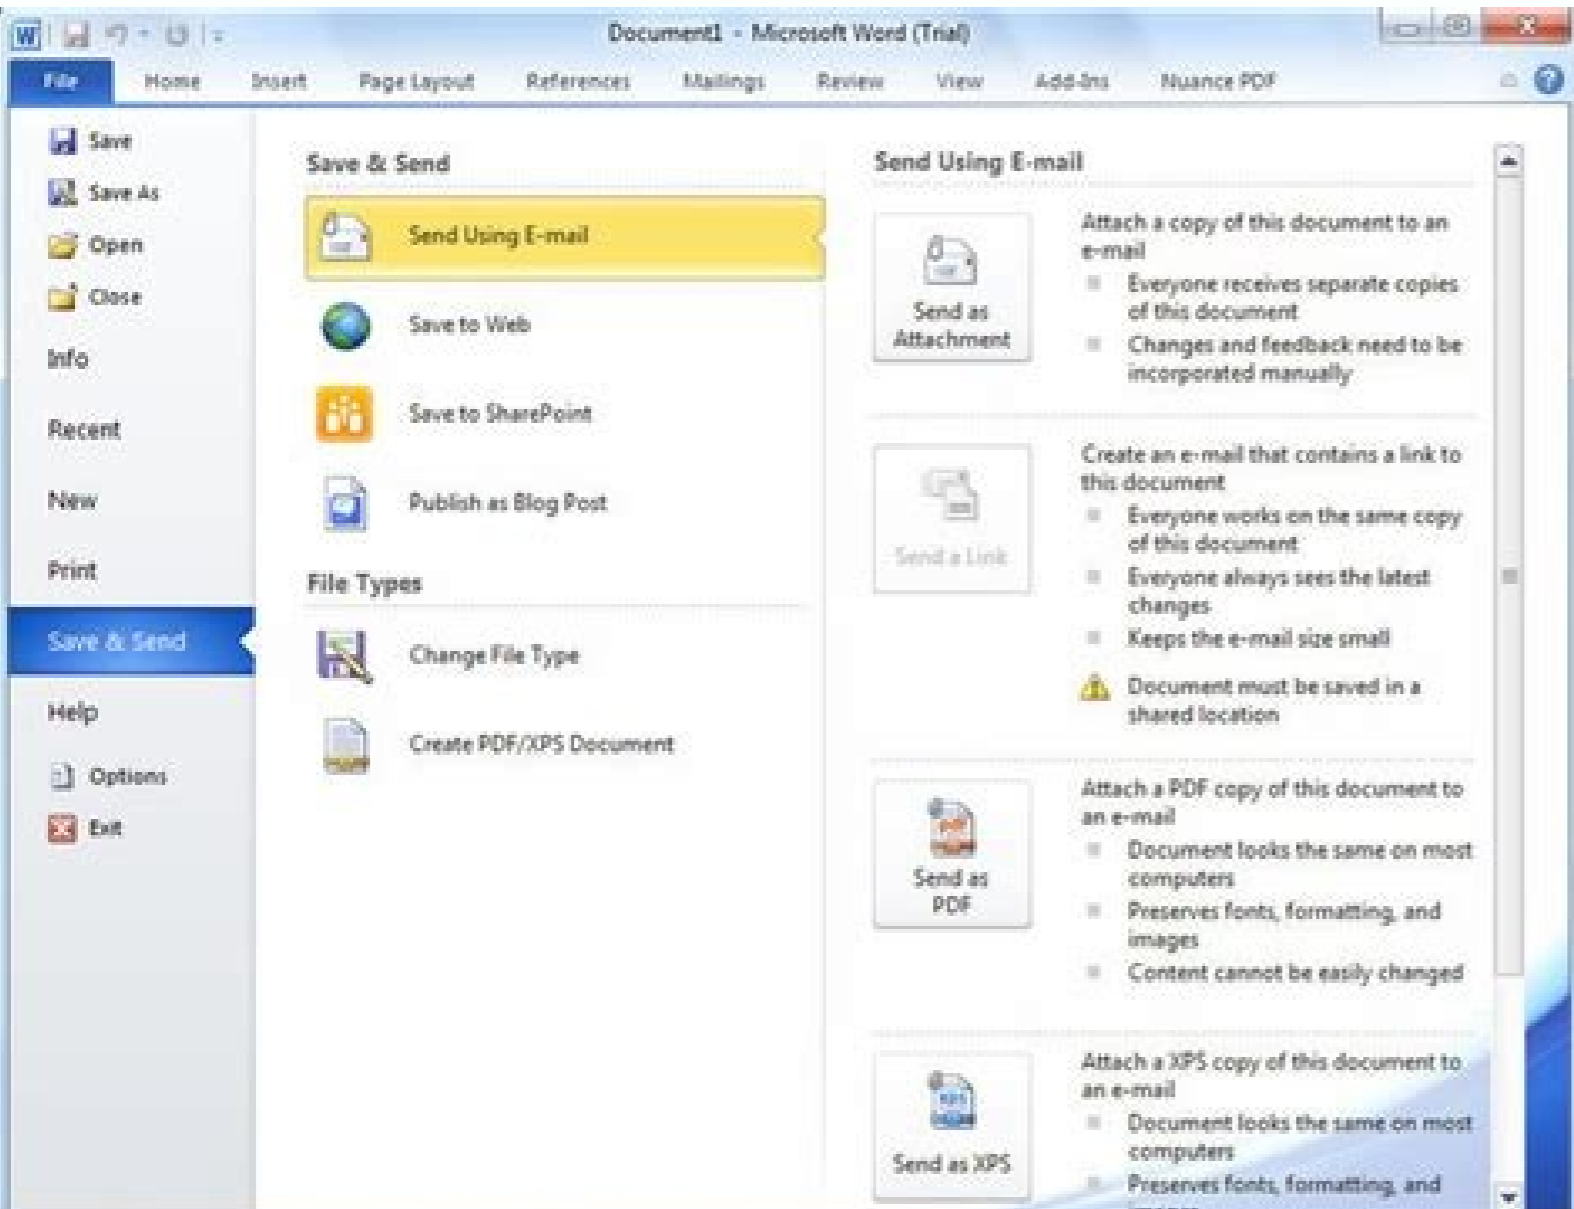 Document1 - Microsoft Word (Trial)
File Home Insert Page Layout References Mailings Review View Add-Ins Nuance PDF
Save
Save As
Open
Close
Info
Recent
New
Print
Save & Send
Help
Options
Exit
Save & Send
Send Using E-mail
Save to Web
Save to SharePoint
Publish as Blog Post
File Types
Change File Type
Create PDF/XPS Document
Send Using E-mail
Send as
Attachment
Attach a copy of this document to an
e-mail
Everyone receives separate copies
of this document
Changes and feedback need to be
incorporated manually
Send a Link
Create an e-mail that contains a link to
this document
Everyone works on the same copy
of this document
Everyone always sees the latest
changes
Keeps the e-mail size small
Document must be saved in a
shared location
Send as
PDF
Attach a PDF copy of this document to
an e-mail
Document looks the same on most
computers
Preserves fonts, formatting, and
images
Content cannot be easily changed
Send as XPS
Attach a XPS copy of this document to
an e-mail
Document looks the same on most
computers
Preserves fonts, formatting, and